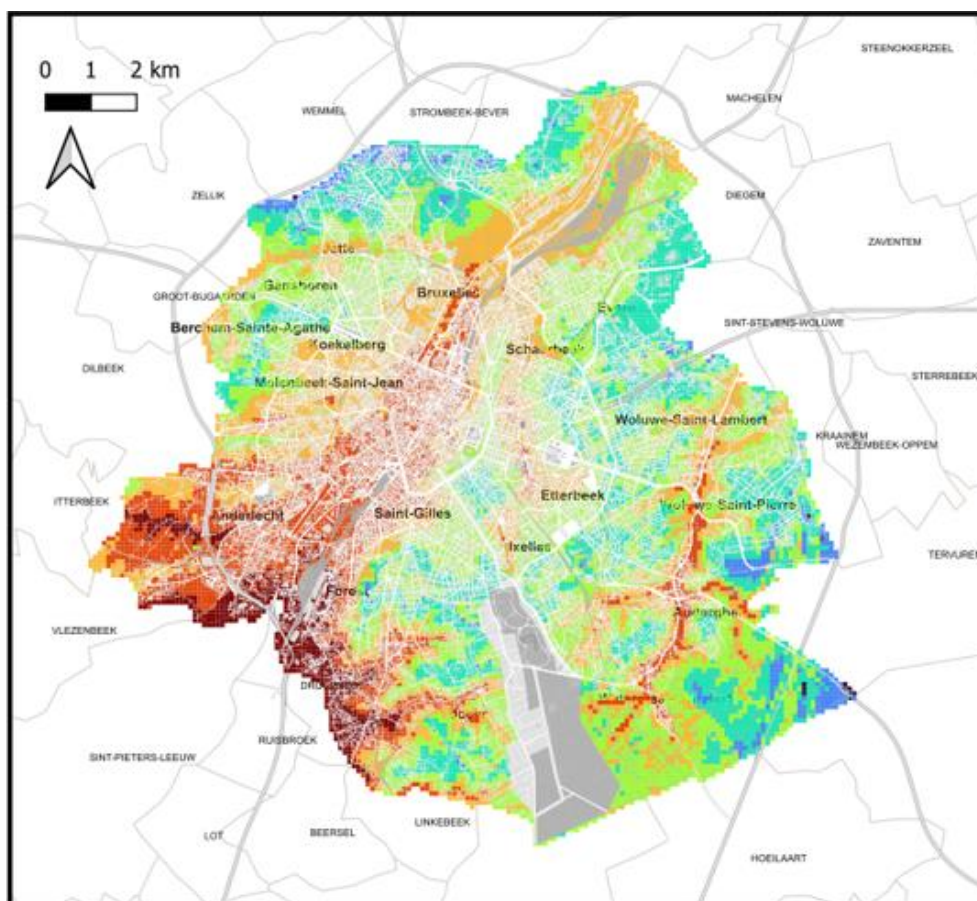 STEENOKKERZEEL
0 1 2 km
MACHELEN
WEMMEL
STROMBEEK-BEVER
ZELLIK
DIEGEM
ZAVENTEM
Jette
Ganshoren
Bruxelles
GROOT-BIJGAARDEN
Evere
SINT-STEVENS-WOLUWE
Berchem-Sainte-Agathe
Koekelberg
Schaerbeek
DILBEEK
STERREBEEK
Molenbeek-Saint-Jean
Woluwe-Saint-Lambert
KRAAINEM
WEZEMBEEK-OPPEM
ITTERBEEK
Etterbeek
Woluwe-Saint-Pierre
Anderlecht
Saint-Gilles
Ixelles
TERVUREN
Forest
Auderghem
VLEZENBEEK
RUISBROEK
SINT-PIETERS-LEEUW
LINKEBEEK
LOT
BEERSEL
HOEILAART